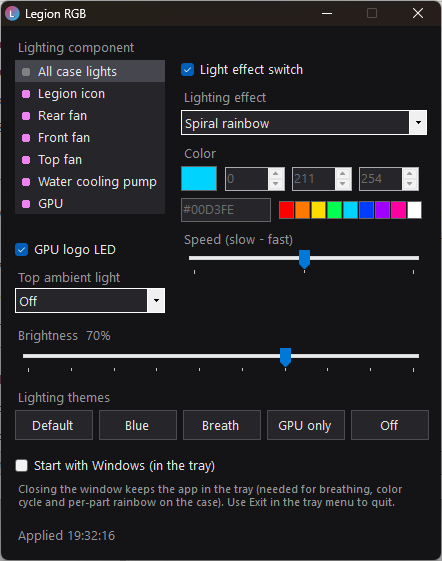 L Legion RGB
Lighting component
All case lights
Legion icon
Rear fan
Front fan
Top fan
Water cooling pump
GPU
Light effect switch
Lighting effect
Spiral rainbow
Color
0 211 254
#00D3FE
Speed (slow - fast)
GPU logo LED
Top ambient light
Off
Brightness 70%
Lighting themes
Default Blue Breath GPU only Off
Start with Windows (in the tray)
Closing the window keeps the app in the tray (needed for breathing, color
cycle and per-part rainbow on the case). Use Exit in the tray menu to quit.
Applied 19:32:16